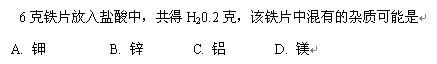 6克铁片放入盐酸中，共得H₂0.2克，该铁片中混有的杂质可能是
A. 钾 B. 锌 C. 铝 D. 镁